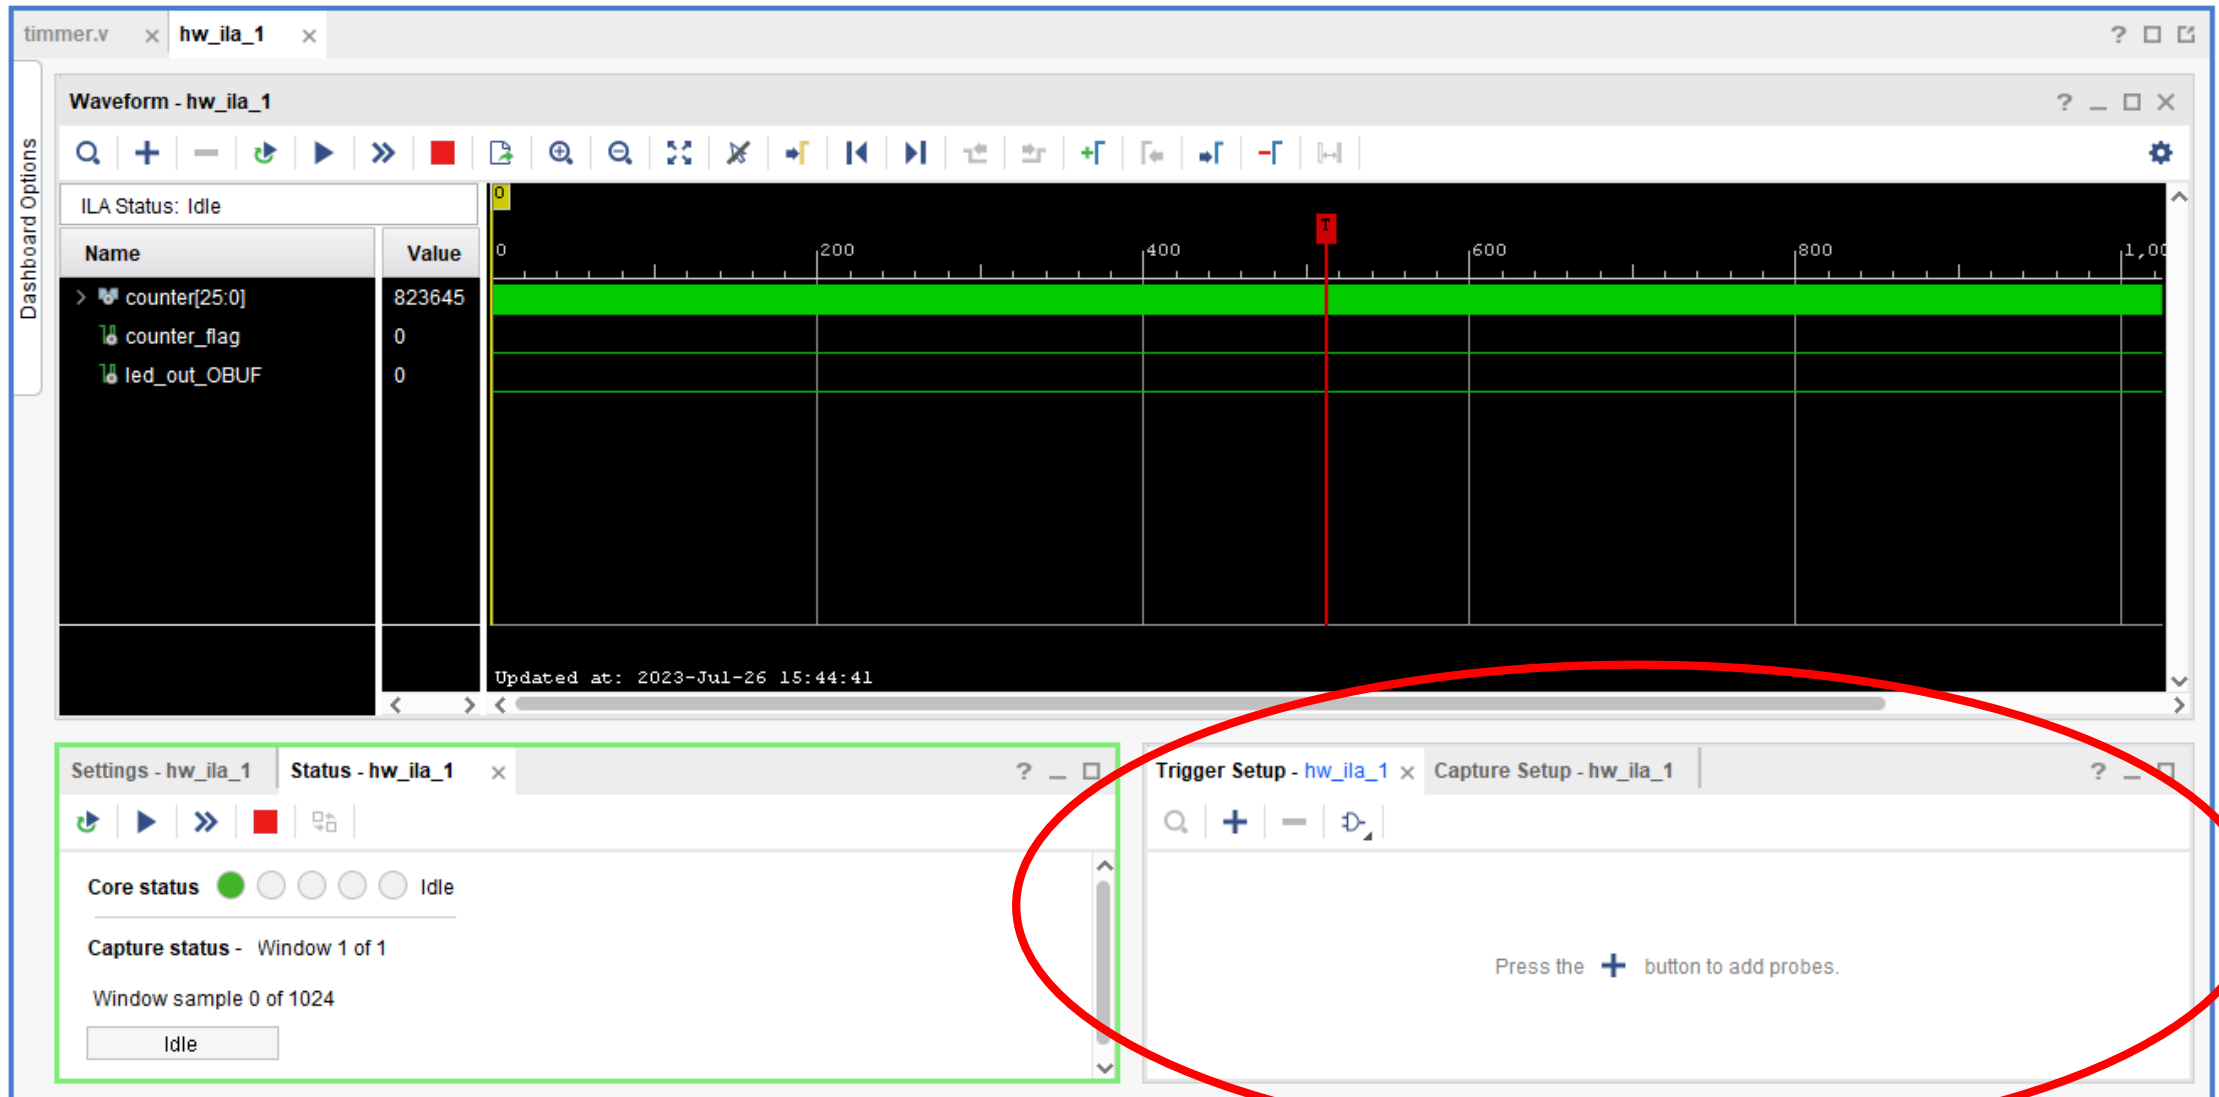 timmer.v hw_ila_1
Dashboard Options
Waveform - hw_ila_1
ILA Status: Idle
Name Value
counter[25:0] 823645
counter_flag 0
led_out_OBUF 0
0
T
0 200 400 600 800 1,00
Updated at: 2023-Jul-26 15:44:41
Settings - hw_ila_1 Status - hw_ila_1
Core status Idle
Capture status - Window 1 of 1
Window sample 0 of 1024
Idle
Trigger Setup - hw_ila_1 Capture Setup - hw_ila_1
Press the + button to add probes.